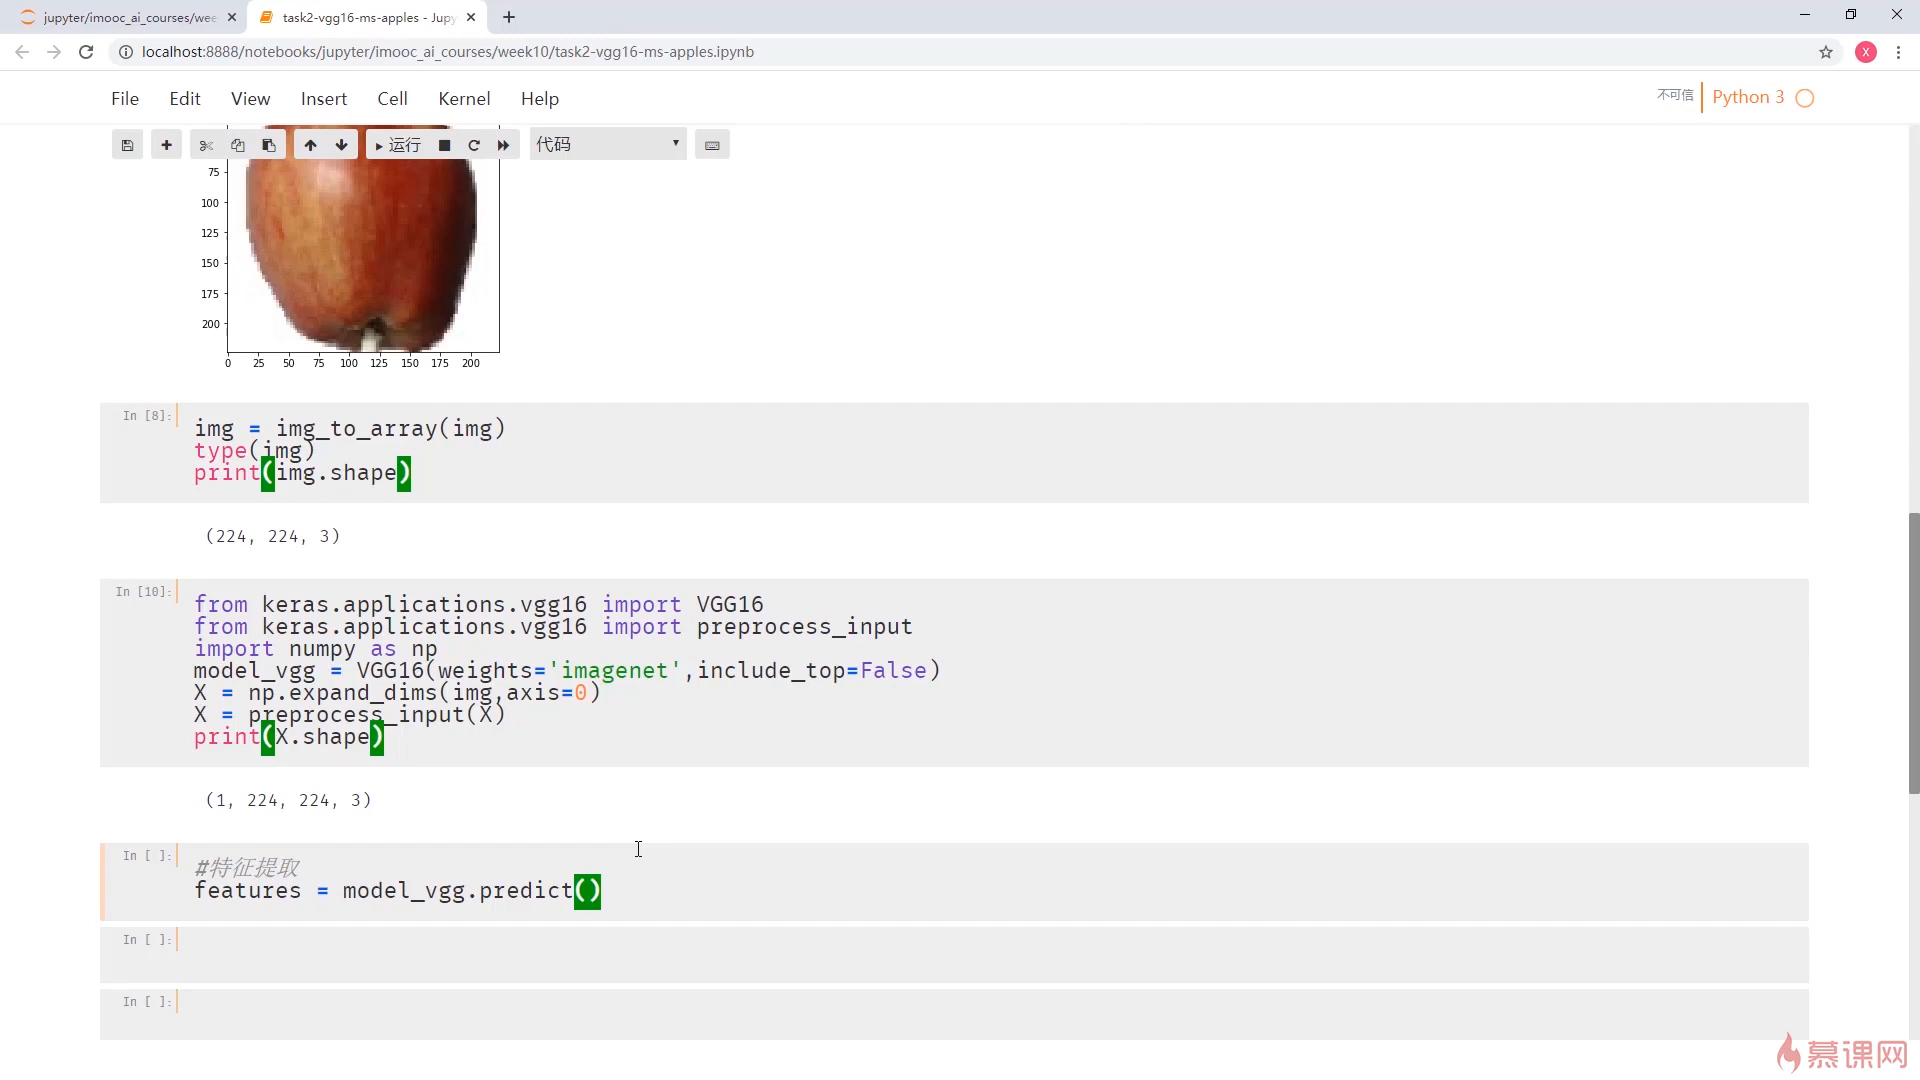 jupyter/imooc_ai_courses/wee
task2-vgg16-ms-apples - Jupy
localhost:8888/notebooks/jupyter/imooc_ai_courses/week10/task2-vgg16-ms-apples.ipynb
X
File Edit View Insert Cell Kernel Help
不可信 Python 3
运行 代码
75
100
125
150
175
200
0 25 50 75 100 125 150 175 200
In [8]:
img = img_to_array(img)
type(img)
print(img.shape)
(224, 224, 3)
In [10]:
from keras.applications.vgg16 import VGG16
from keras.applications.vgg16 import preprocess_input
import numpy as np
model_vgg = VGG16(weights='imagenet',include_top=False)
X = np.expand_dims(img,axis=0)
X = preprocess_input(X)
print(X.shape)
(1, 224, 224, 3)
In [ ]:
#特征提取
features = model_vgg.predict()
In [ ]:
In [ ]:
慕课网